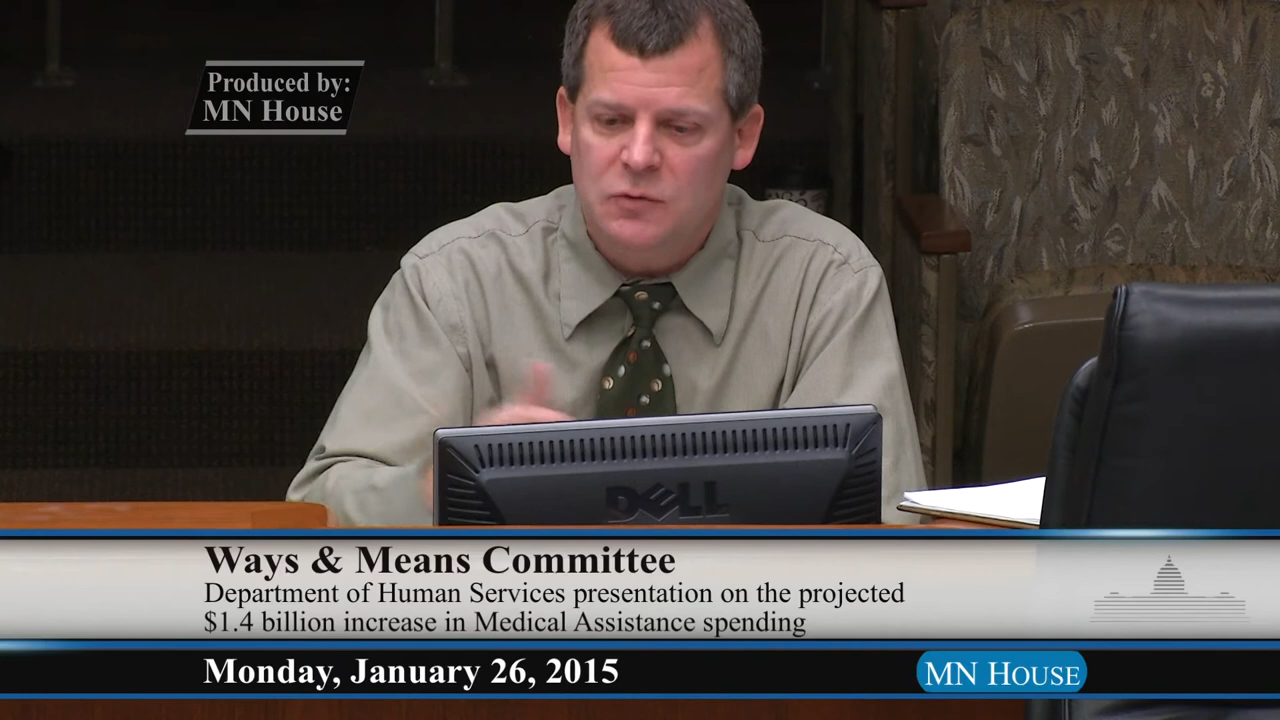 Produced by:
MN House
DELL
Ways & Means Committee
Department of Human Services presentation on the projected
$1.4 billion increase in Medical Assistance spending
Monday, January 26, 2015
MN HOUSE